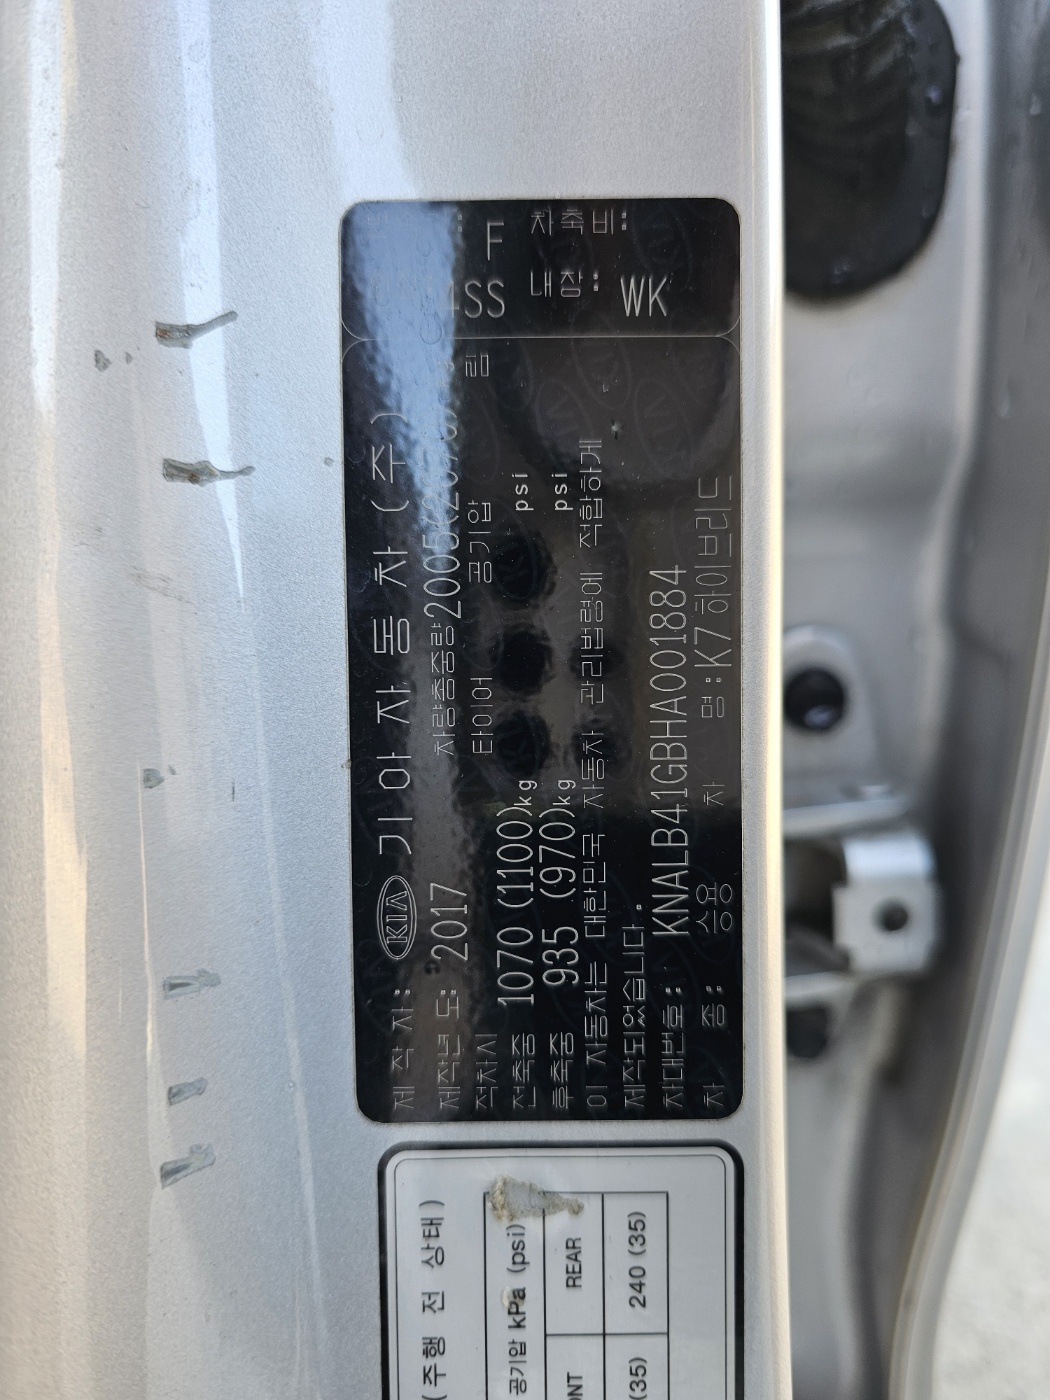 제 작 자: KIA 기 아 자 동 차 (주)
제작년 도: 2017 차량총중량 2005
적차시 타이어 공기압 림
전축중 1070 (1100)kg psi
후축중 935 (970)kg psi
이 자동차는 대한민국 자동차 관리법령에 적합하게
제작되었습니다.
차대번호: KNALB41GBHA001884
차 종: 승용 차 명: K7 하이브리드
: F
4SS
차축비:
내장: WK
(주행 전 상태)
공기압 kPa (psi)
REAR
240 (35)
(35)